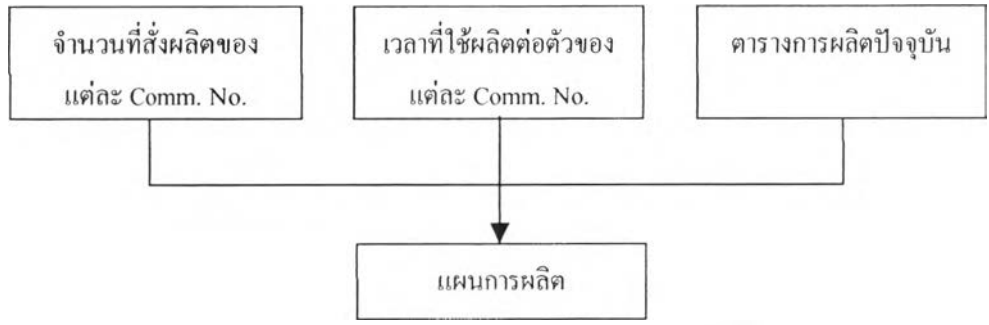 จำนวนที่สั่งผลิตของ
แต่ละ Comm. No.
เวลาที่ใช้ผลิตต่อตัวของ
แต่ละ Comm. No.
ตารางการผลิตปัจจุบัน
แผนการผลิต